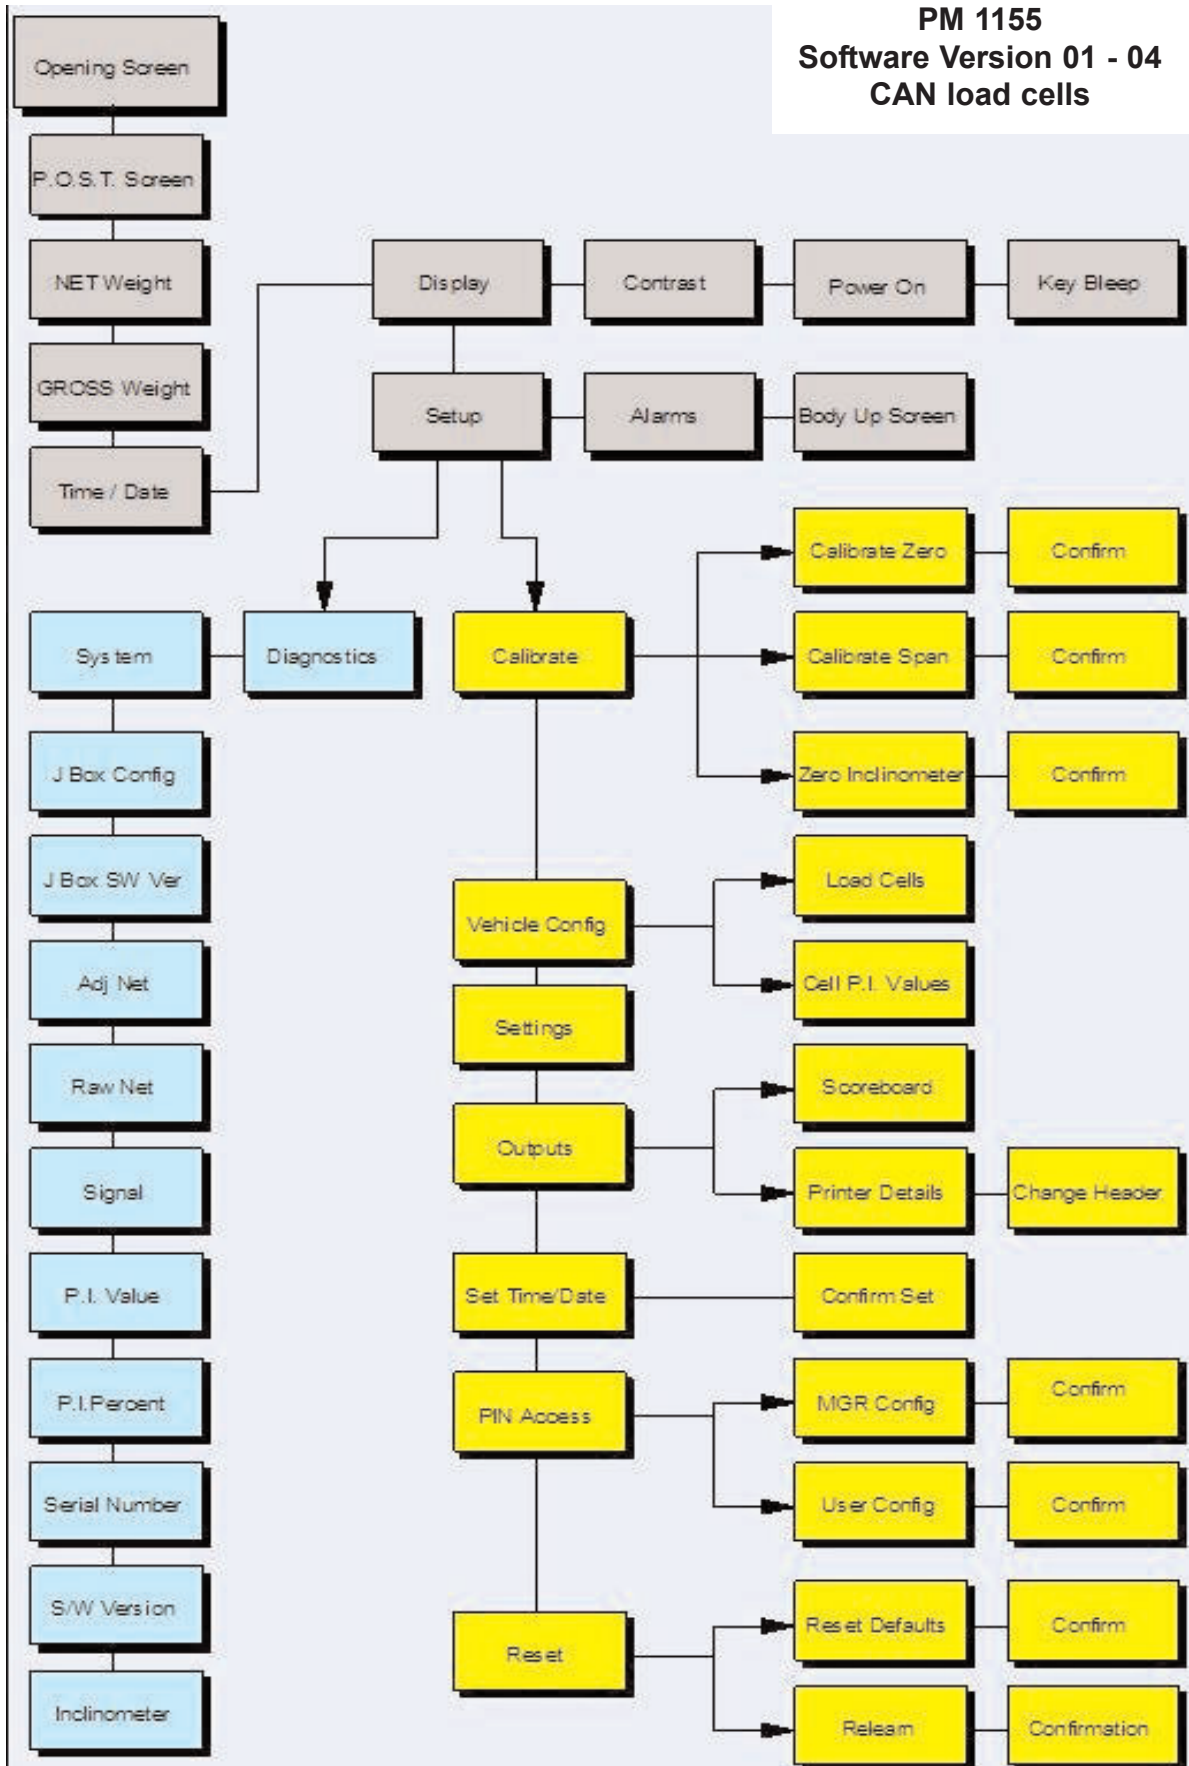 PM 1155
Software Version 01 - 04
CAN load cells
Opening Screen
P.O.S.T. Screen
NET Weight
Display
Contrast
Power On
Key Bleep
GROSS Weight
Setup
Alarms
Body Up Screen
Time / Date
Calibrate Zero
Confirm
System
Diagnostics
Calibrate
Calibrate Span
Confirm
J Box Config
Zero Inclinometer
Confirm
J Box SW Ver
Vehicle Config
Load Cells
Adj Net
Cell P.I. Values
Settings
Raw Net
Scoreboard
Outputs
Signal
Printer Details
Change Header
P.I. Value
Set Time/Date
Confirm Set
P.I.Percent
PIN Access
MGR Config
Confirm
Serial Number
User Config
Confirm
S/W Version
Reset
Reset Defaults
Confirm
Inclinometer
Relearn
Confirmation